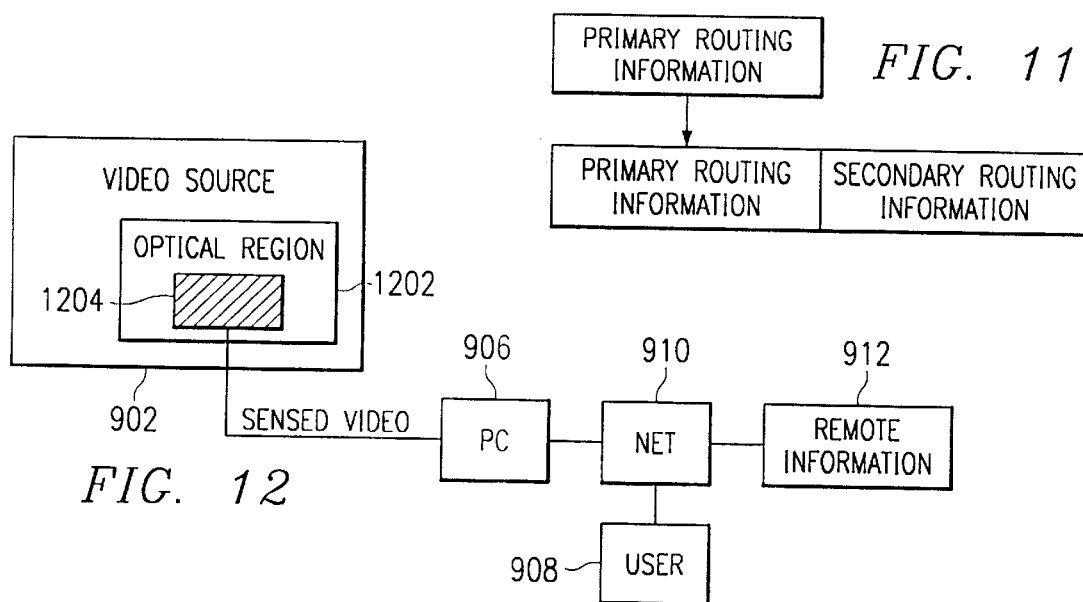 PRIMARY ROUTING
INFORMATION
FIG. 11
PRIMARY ROUTING
INFORMATION
SECONDARY ROUTING
INFORMATION
VIDEO SOURCE
OPTICAL REGION
1204
1202
902
SENSED VIDEO
906
PC
910
NET
912
REMOTE
INFORMATION
908
USER
FIG. 12